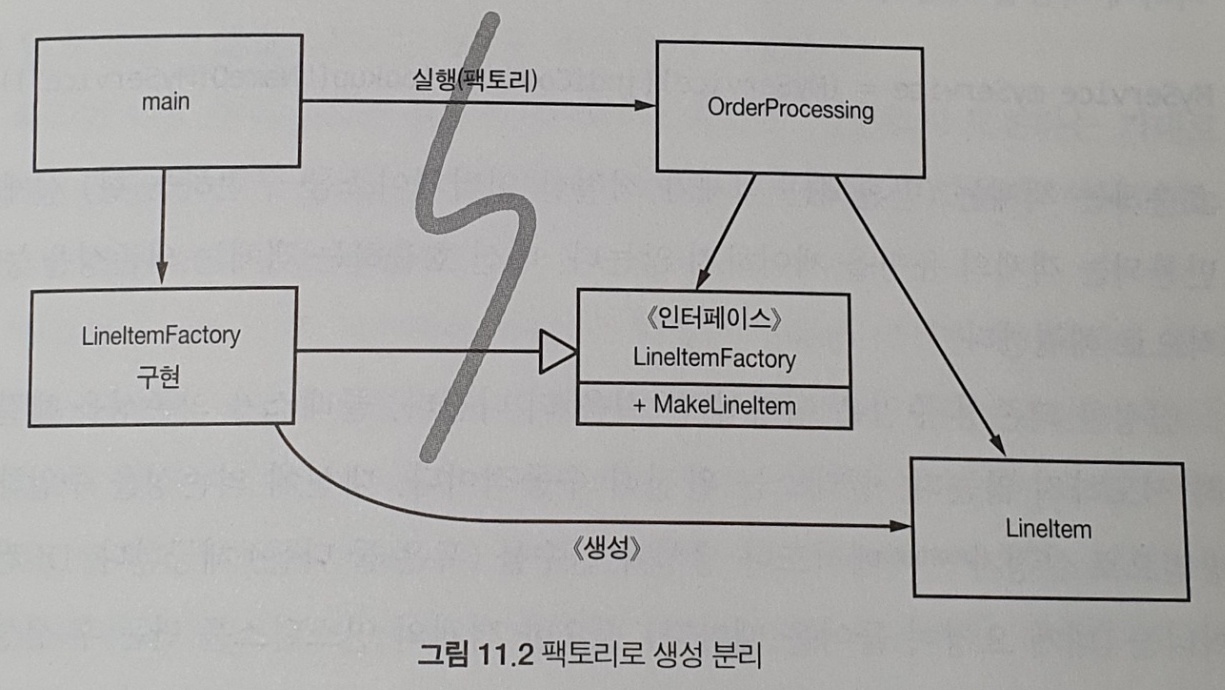 main
실행(팩토리)
OrderProcessing
LineItemFactory
구현
《인터페이스》
LineItemFactory
+ MakeLineItem
LineItem
《생성》
그림 11.2 팩토리로 생성 분리